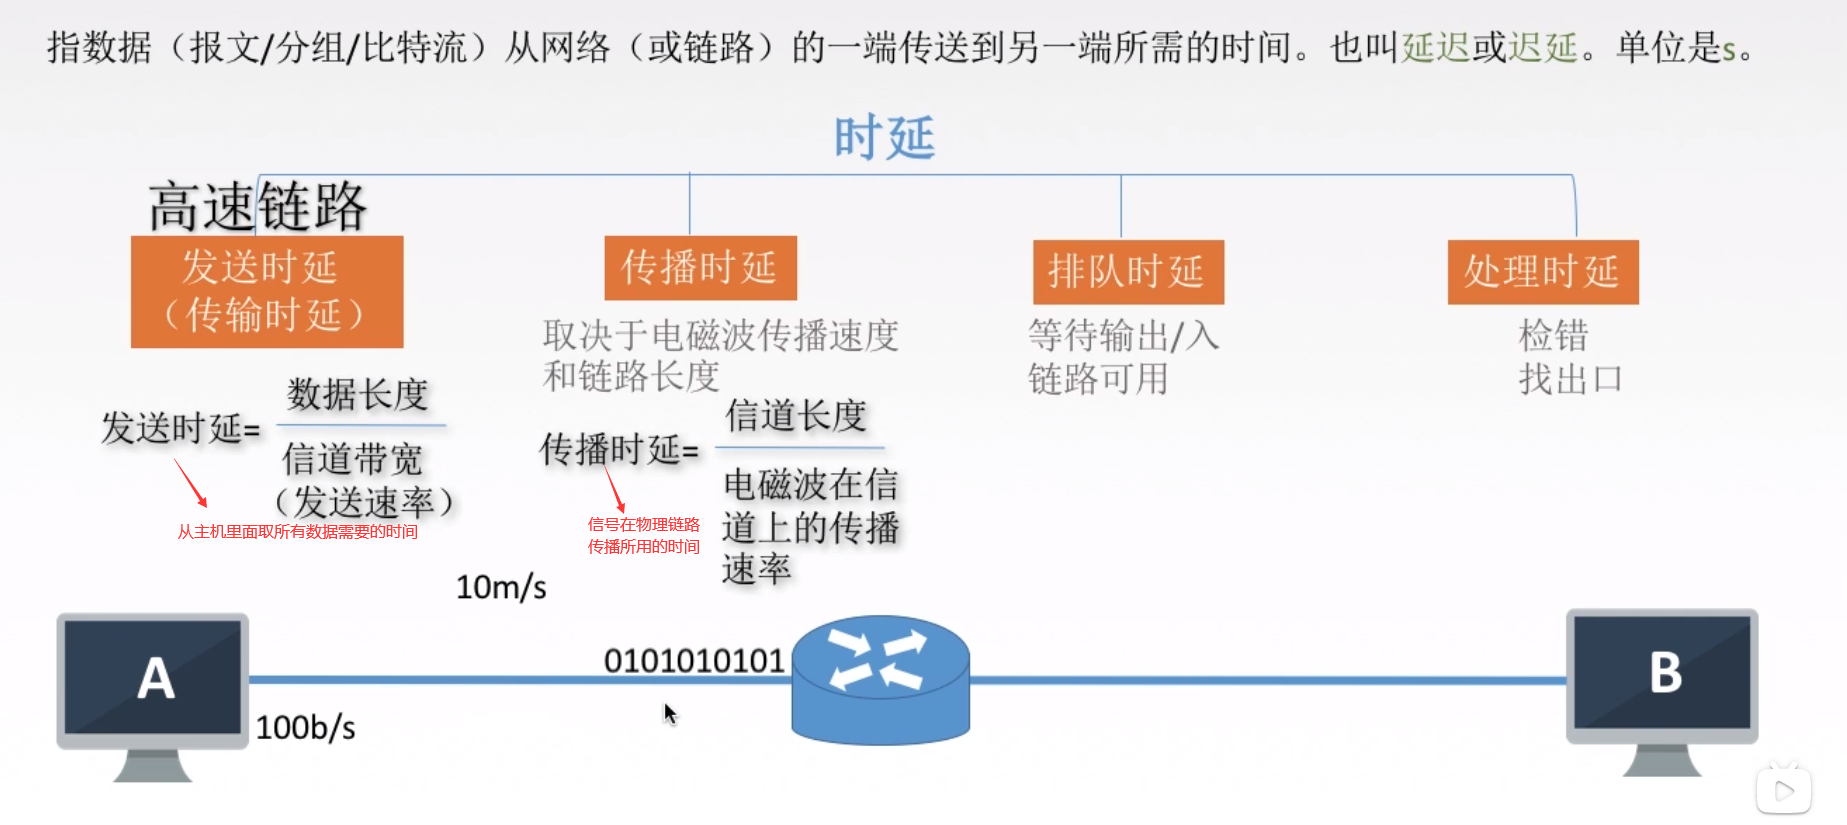 指数据（报文/分组/比特流）从网络（或链路）的一端传送到另一端所需的时间。也叫延迟或迟延。单位是s。
时延
高速链路
发送时延
（传输时延）
传播时延
排队时延
处理时延
取决于电磁波传播速度
和链路长度
等待输出/入
链路可用
检错
找出口
发送时延=
数据长度
信道带宽
（发送速率）
传播时延=
信道长度
电磁波在信
道上的传播
速率
从主机里面取所有数据需要的时间
信号在物理链路
传播所用的时间
10m/s
0101010101
A
100b/s
B